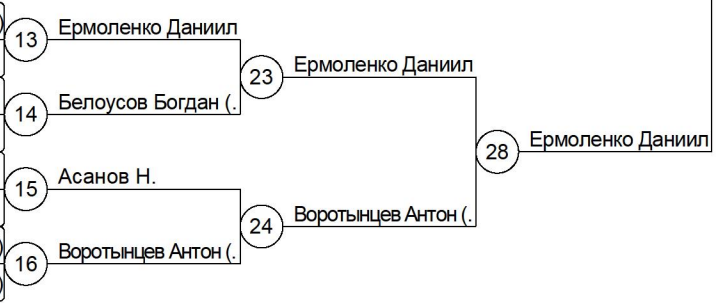 13
Ермоленко Даниил
23
Ермоленко Даниил
14
Белоусов Богдан (.
28
Ермоленко Даниил
15
Асанов Н.
24
Воротынцев Антон (.
16
Воротынцев Антон (.